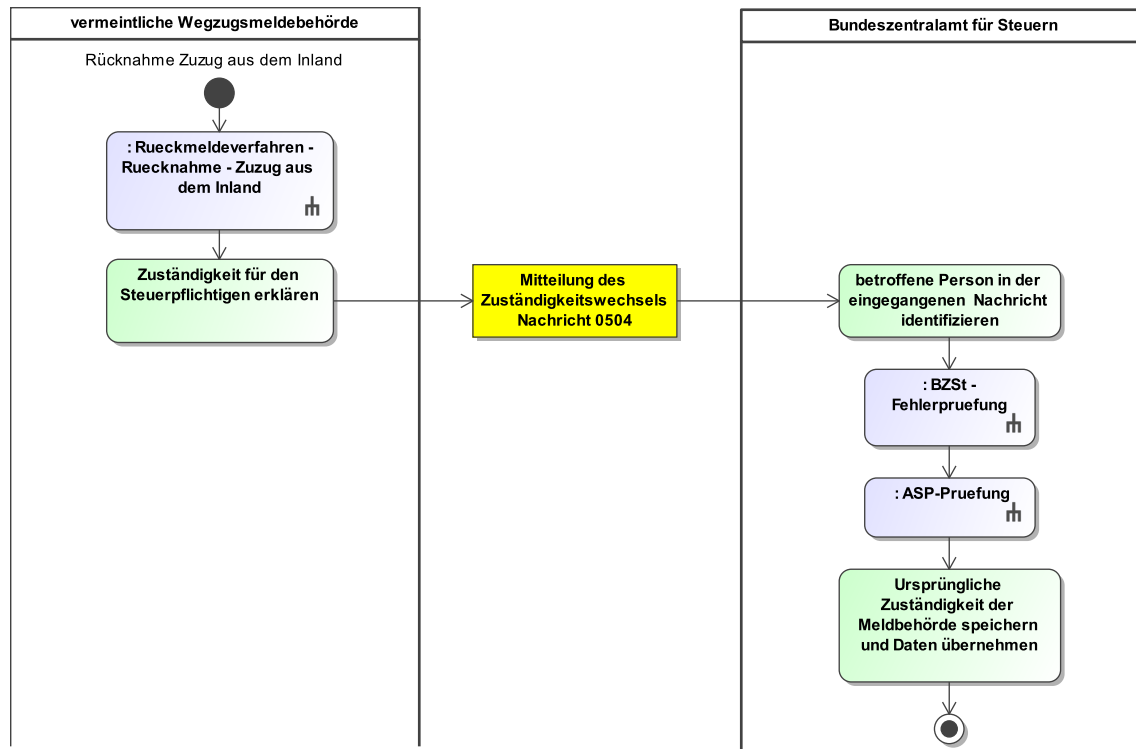 vermeintliche Wegzugsmeldebehörde
Bundeszentralamt für Steuern
Rücknahme Zuzug aus dem Inland
: Rueckmeldeverfahren -
Ruecknahme - Zuzug aus
dem Inland
Zuständigkeit für den
Steuerpflichtigen erklären
Mitteilung des
Zuständigkeitswechsels
Nachricht 0504
betroffene Person in der
eingegangenen Nachricht
identifizieren
: BZSt -
Fehlerpruefung
: ASP-Pruefung
Ursprüngliche
Zuständigkeit der
Meldbehörde speichern
und Daten übernehmen